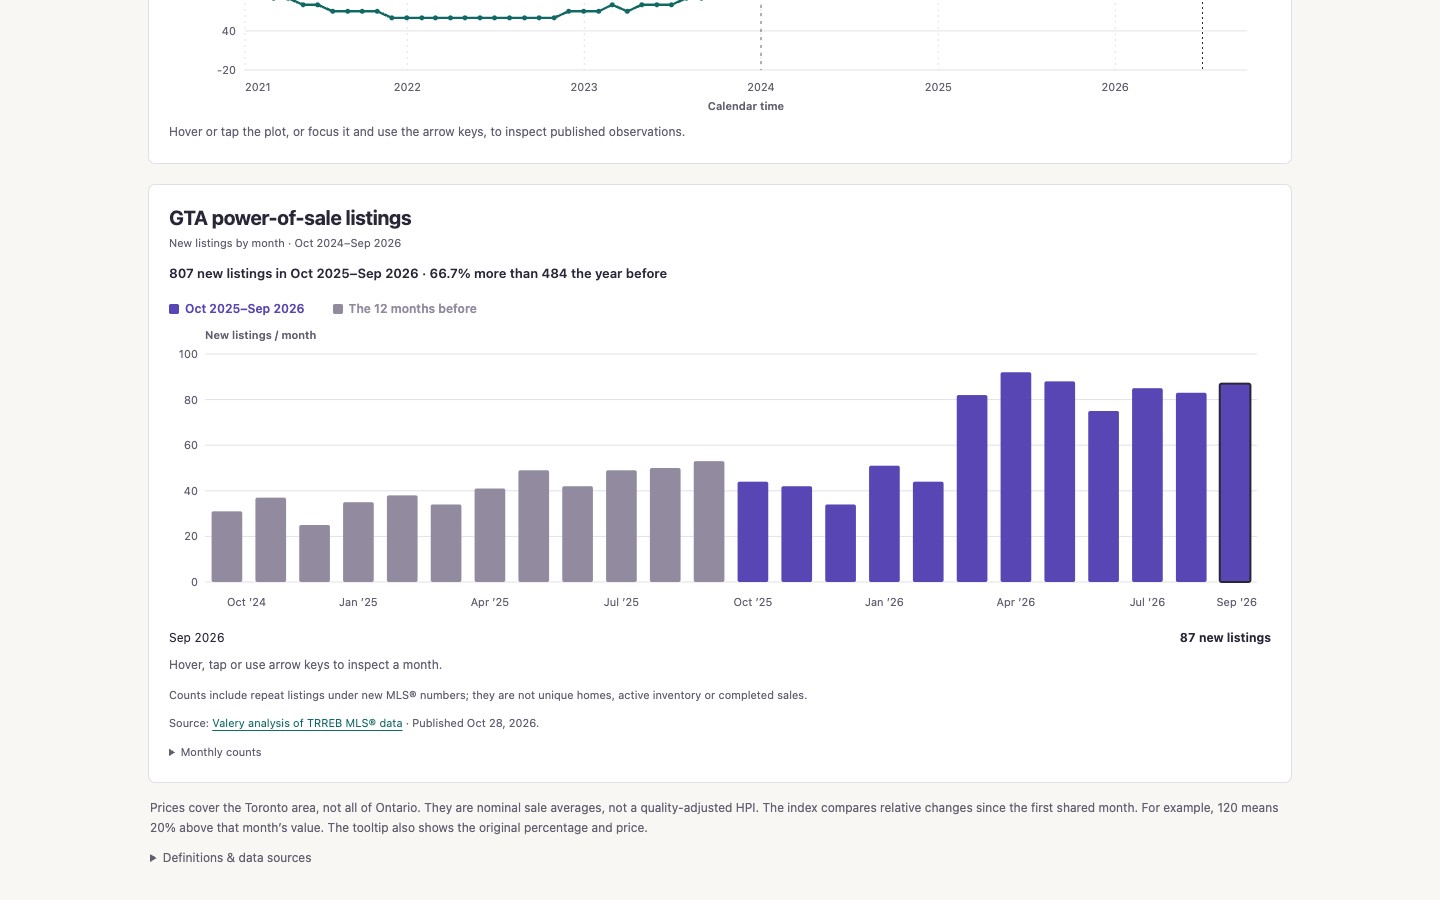 40
-20
2021 2022 2023 2024 2025 2026
Calendar time
Hover or tap the plot, or focus it and use the arrow keys, to inspect published observations.
GTA power-of-sale listings
New listings by month · Oct 2024–Sep 2026
807 new listings in Oct 2025–Sep 2026 · 66.7% more than 484 the year before
Oct 2025–Sep 2026 The 12 months before
New listings / month
100
80
60
40
20
0
Oct ’24 Jan ’25 Apr ’25 Jul ’25 Oct ’25 Jan ’26 Apr ’26 Jul ’26 Sep ’26
Sep 2026 87 new listings
Hover, tap or use arrow keys to inspect a month.
Counts include repeat listings under new MLS® numbers; they are not unique homes, active inventory or completed sales.
Source: Valery analysis of TRREB MLS® data · Published Oct 28, 2026.
Monthly counts
Prices cover the Toronto area, not all of Ontario. They are nominal sale averages, not a quality-adjusted HPI. The index compares relative changes since the first shared month. For example, 120 means
20% above that month’s value. The tooltip also shows the original percentage and price.
Definitions & data sources